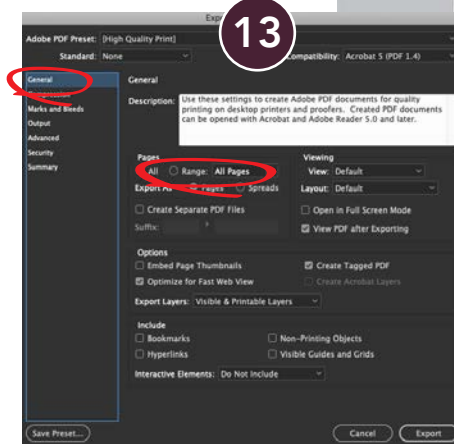 Exp
13
Adobe PDF Preset: [High Quality Print]
Standard: None
Compatibility: Acrobat 5 (PDF 1.4)
General
Marks and Bleeds
Output
Advanced
Security
Summary
General
Description: Use these settings to create Adobe PDF documents for quality
printing on desktop printers and proofers. Created PDF documents
can be opened with Acrobat and Adobe Reader 5.0 and later.
Pages
All Range: All Pages
Export As Pages Spreads
Create Separate PDF Files
Suffix:
Viewing
View: Default
Layout: Default
Open in Full Screen Mode
View PDF after Exporting
Options
Embed Page Thumbnails
Create Tagged PDF
Optimize for Fast Web View
Create Acrobat Layers
Export Layers: Visible & Printable Layers
Include
Bookmarks
Non-Printing Objects
Hyperlinks
Visible Guides and Grids
Interactive Elements: Do Not Include
Save Preset...
Cancel
Export